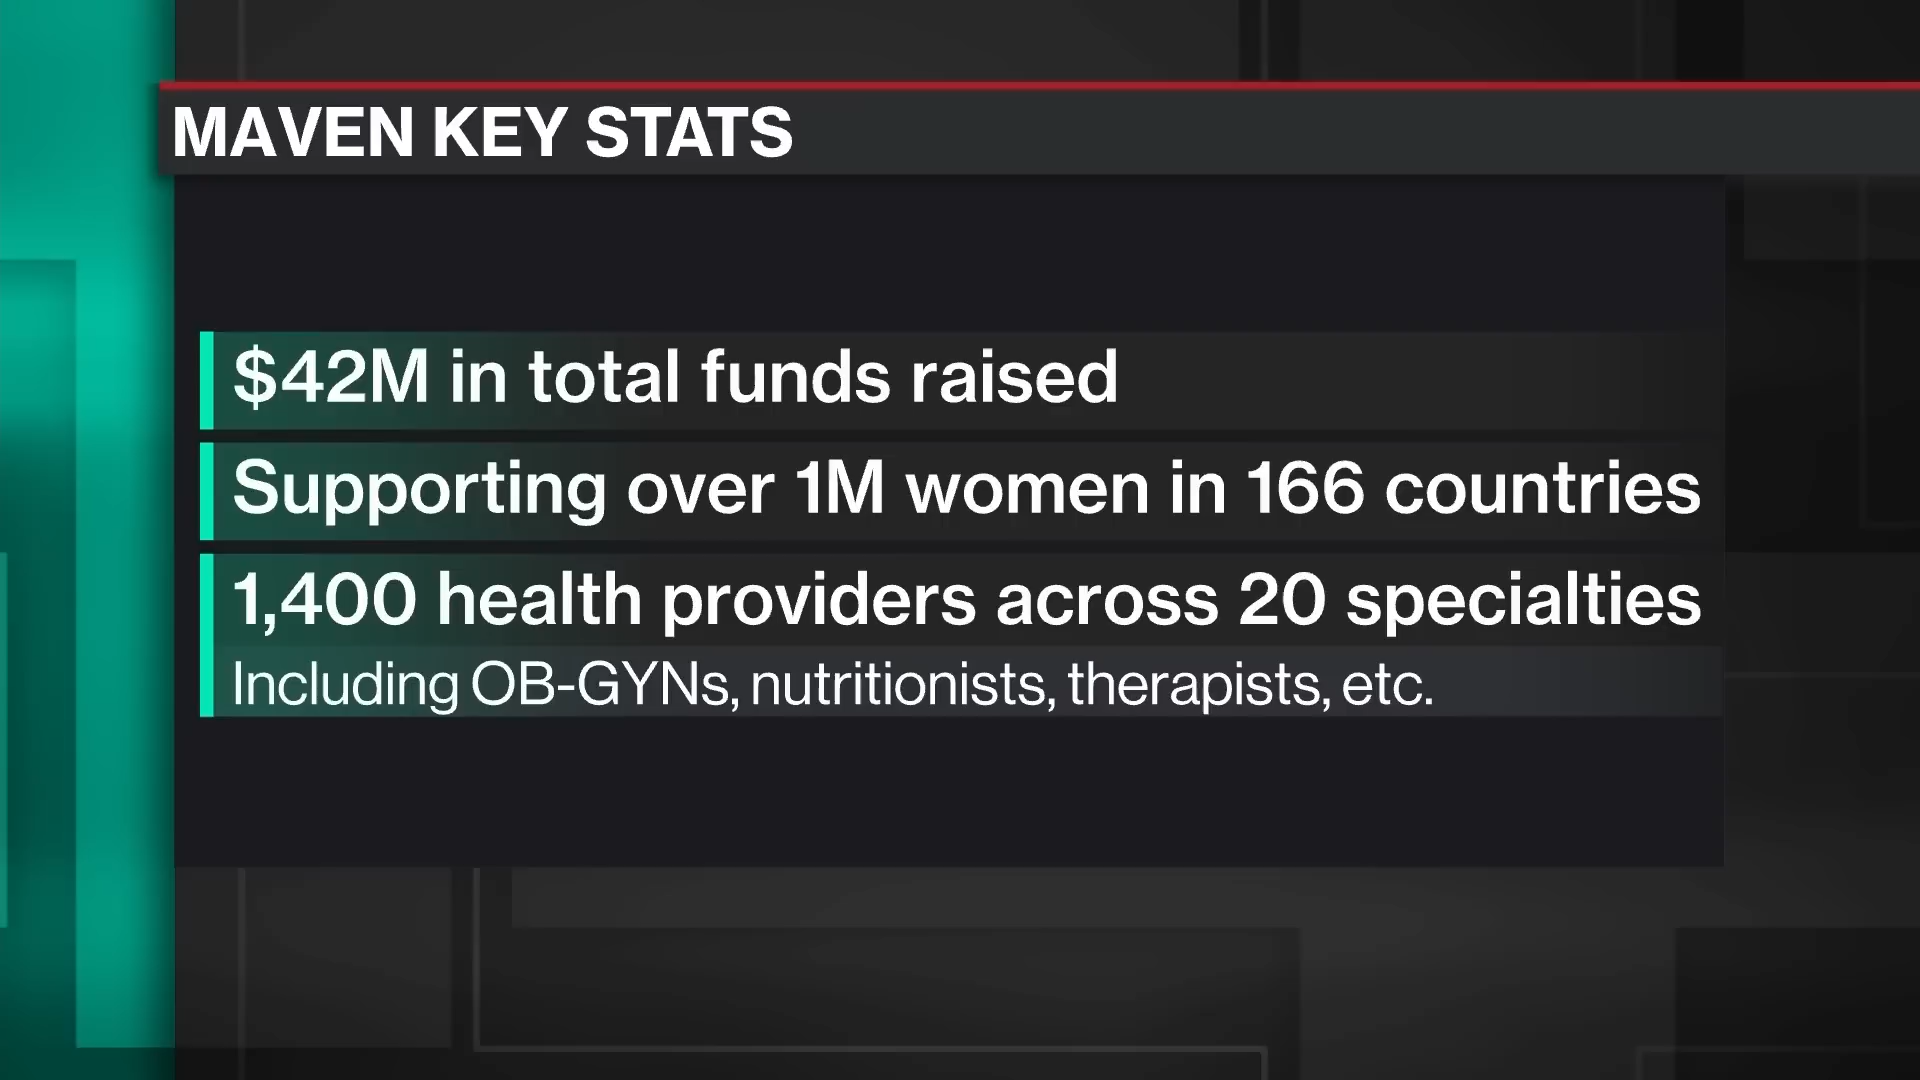 MAVEN KEY STATS
$42M in total funds raised
Supporting over 1M women in 166 countries
1,400 health providers across 20 specialties
Including OB-GYNs, nutritionists, therapists, etc.